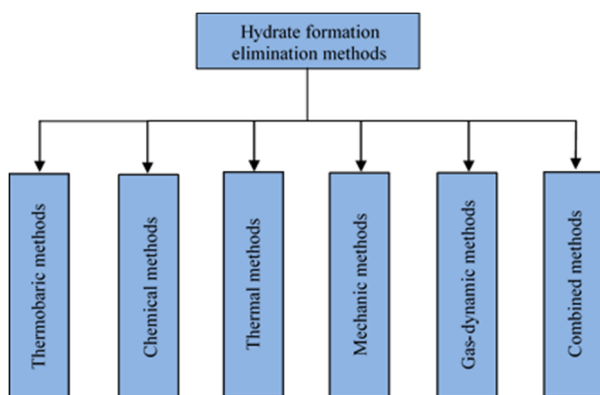 Hydrate formation
elimination methods
Thermobaric methods
Chemical methods
Thermal methods
Mechanic methods
Gas-dynamic methods
Combined methods